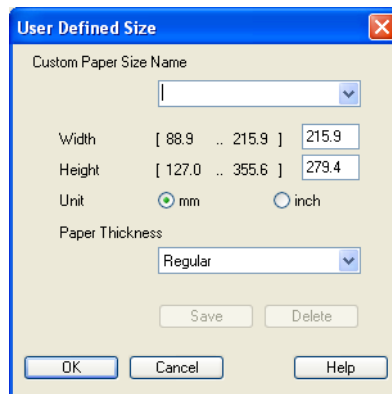 User Defined Size
Custom Paper Size Name
Width [ 88.9 .. 215.9 ] 215.9
Height [ 127.0 .. 355.6 ] 279.4
Unit mm inch
Paper Thickness
Regular
Save Delete
OK Cancel Help